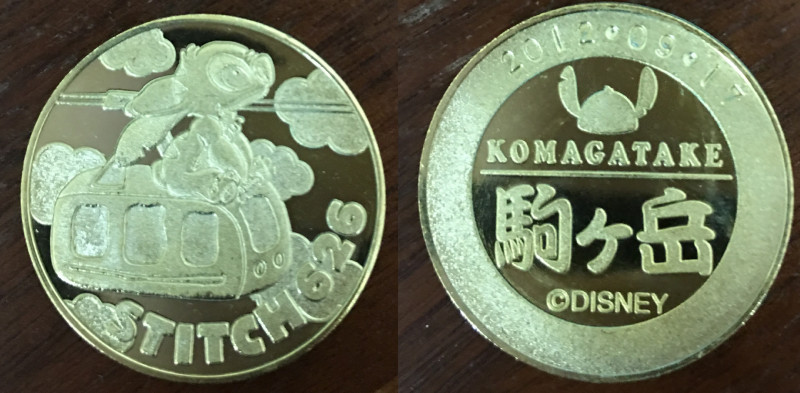 STITCH626
2012•09•17
KOMAGATAKE
駒ヶ岳
©DISNEY